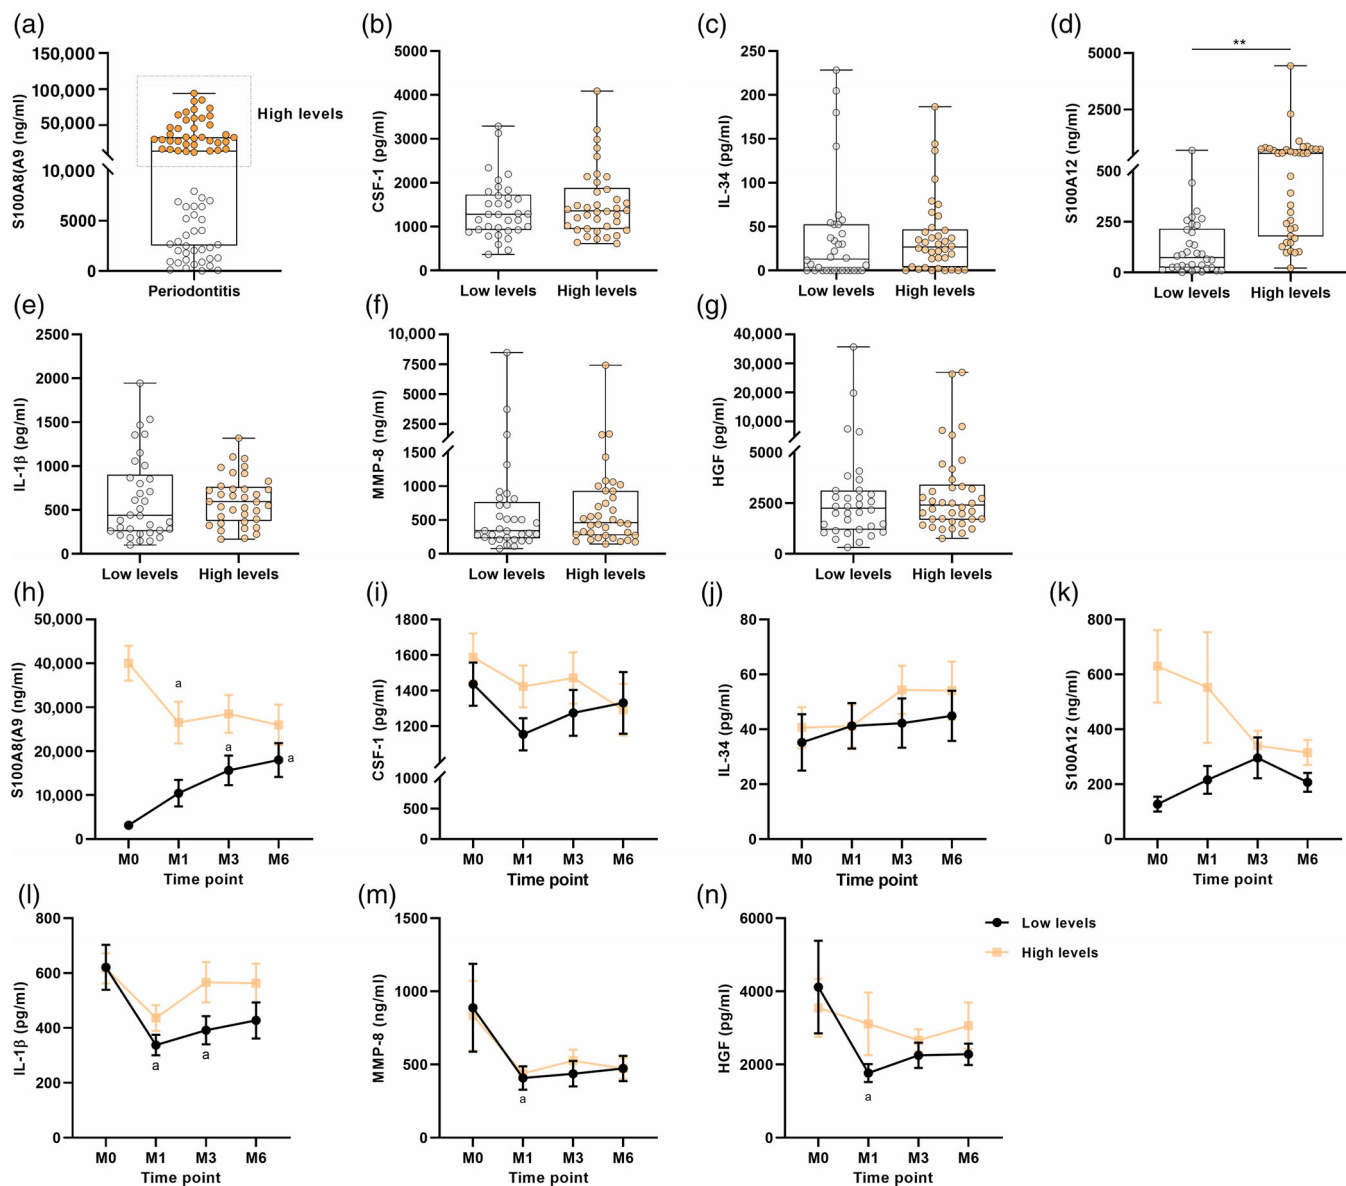 (a)
S100A8(A9 (ng/ml)
150,000
100,000
50,000
10,000
5000
0
High levels
Periodontitis
(b)
CSF-1 (pg/ml)
5000
4000
3000
2000
1000
0
Low levels High levels
(c)
IL-34 (pg/ml)
250
200
150
100
50
0
Low levels High levels
(d)
S100A12 (ng/ml)
5000
2500
500
250
0
**
Low levels High levels
(e)
IL-1β (pg/ml)
2500
2000
1500
1000
500
0
Low levels High levels
(f)
MMP-8 (ng/ml)
10,000
7500
5000
2500
1500
1000
500
0
Low levels High levels
(g)
HGF (pg/ml)
40,000
30,000
20,000
10,000
5000
2500
0
Low levels High levels
(h)
S100A8(A9 (ng/ml)
50,000
40,000
30,000
20,000
10,000
0
a
a
a
M0 M1 M3 M6
Time point
(i)
CSF-1 (pg/ml)
1800
1600
1400
1200
1000
500
0
M0 M1 M3 M6
Time point
(j)
IL-34 (pg/ml)
80
60
40
20
0
M0 M1 M3 M6
Time point
(k)
S100A12 (ng/ml)
800
600
400
200
0
M0 M1 M3 M6
Time point
(l)
IL-1β (pg/ml)
800
600
400
200
0
a
a
M0 M1 M3 M6
Time point
(m)
MMP-8 (ng/ml)
1500
1000
500
0
a
M0 M1 M3 M6
Time point
(n)
HGF (pg/ml)
6000
4000
2000
0
a
M0 M1 M3 M6
Time point
Low levels
High levels